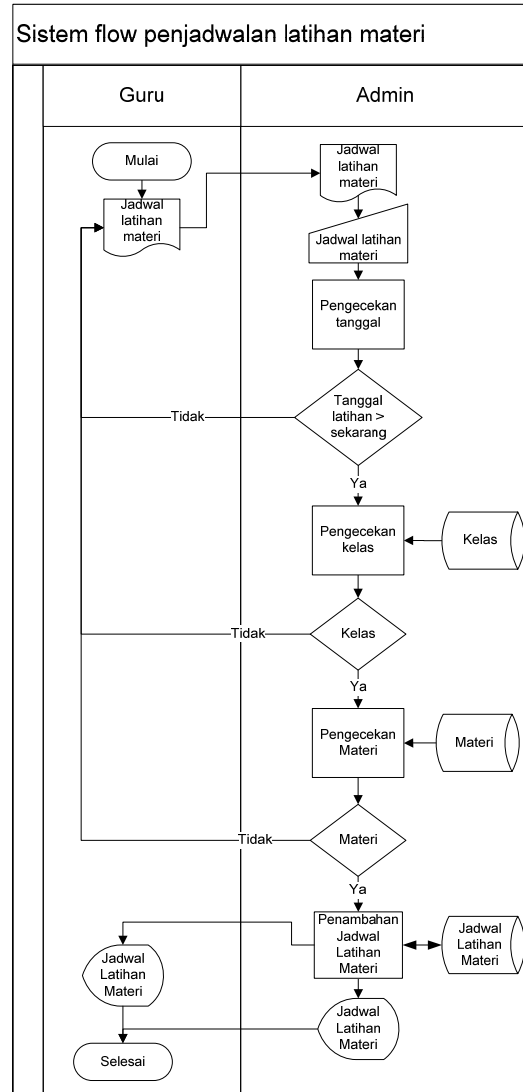 Sistem flow penjadwalan latihan materi
Guru
Admin
Mulai
Jadwal
latihan
materi
Jadwal
latihan
materi
Jadwal latihan
materi
Pengecekan
tanggal
Tanggal
latihan >
sekarang
Tidak
Ya
Pengecekan
kelas
Kelas
Kelas
Tidak
Ya
Pengecekan
Materi
Materi
Materi
Tidak
Ya
Penambahan
Jadwal
Latihan
Materi
Jadwal
Latihan
Materi
Jadwal
Latihan
Materi
Jadwal
Latihan
Materi
Selesai